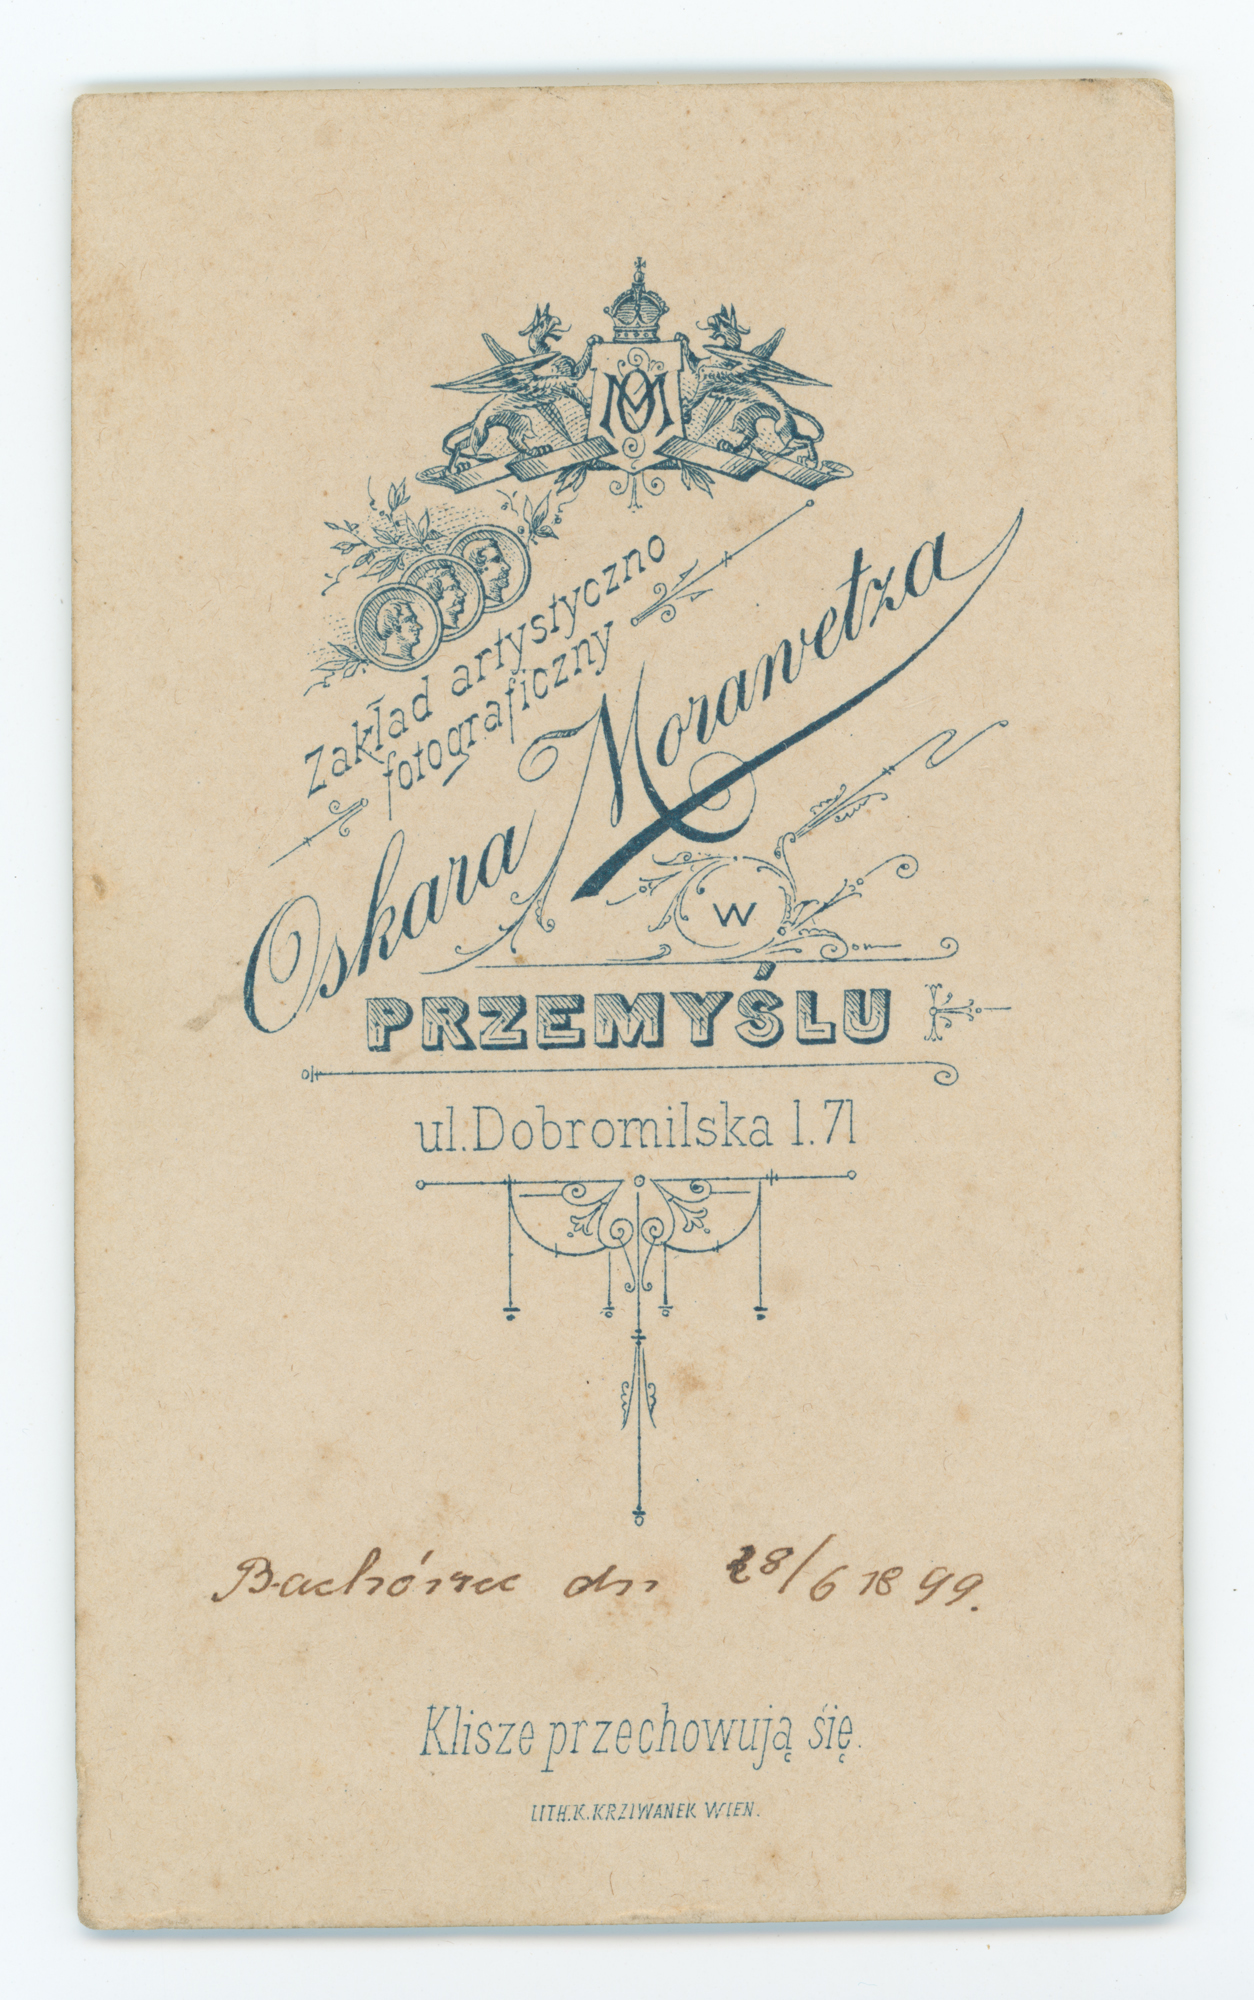 OM
Zakład artystyczno
fotograficzny
Oskara Morawetza
w
PRZEMYŚLU
ul. Dobromilska l. 71
dn 28/6 1899.
Klisze przechowują się.
LITH. K. KRZIWANEK WIEN.